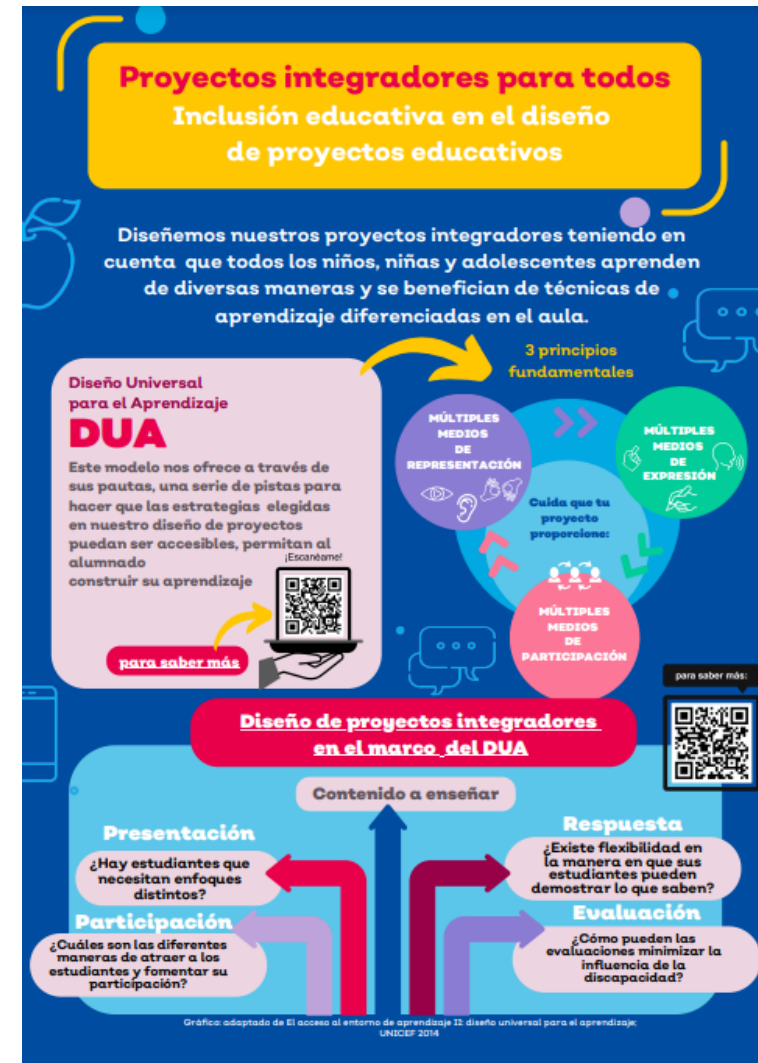 Proyectos integradores para todos
Inclusión educativa en el diseño
de proyectos educativos
Diseñemos nuestros proyectos integradores teniendo en
cuenta que todos los niños, niñas y adolescentes aprenden
de diversas maneras y se benefician de técnicas de
aprendizaje diferenciadas en el aula.
3 principios
fundamentales
Diseño Universal
para el Aprendizaje
DUA
Este modelo nos ofrece a través de
sus pautas, una serie de pistas para
hacer que las estrategias elegidas
en nuestro diseño de proyectos
puedan ser accesibles, permitan al
alumnado
construir su aprendizaje
¡Escanéame!
para saber más
MÚLTIPLES
MEDIOS
DE
REPRESENTACIÓN
MÚLTIPLES
MEDIOS
DE
EXPRESIÓN
Cuida que tu
proyecto
proporcione:
MÚLTIPLES
MEDIOS
DE
PARTICIPACIÓN
para saber más:
Diseño de proyectos integradores
en el marco del DUA
Contenido a enseñar
Presentación
¿Hay estudiantes que
necesitan enfoques
distintos?
Respuesta
¿Existe flexibilidad en
la manera en que sus
estudiantes pueden
demostrar lo que saben?
Participación
¿Cuáles son las diferentes
maneras de atraer a los
estudiantes y fomentar su
participación?
Evaluación
¿Cómo pueden las
evaluaciones minimizar la
influencia de la
discapacidad?
Gráfico: adaptado de El acceso al entorno de aprendizaje II: diseño universal para el aprendizaje;
UNICEF 2014